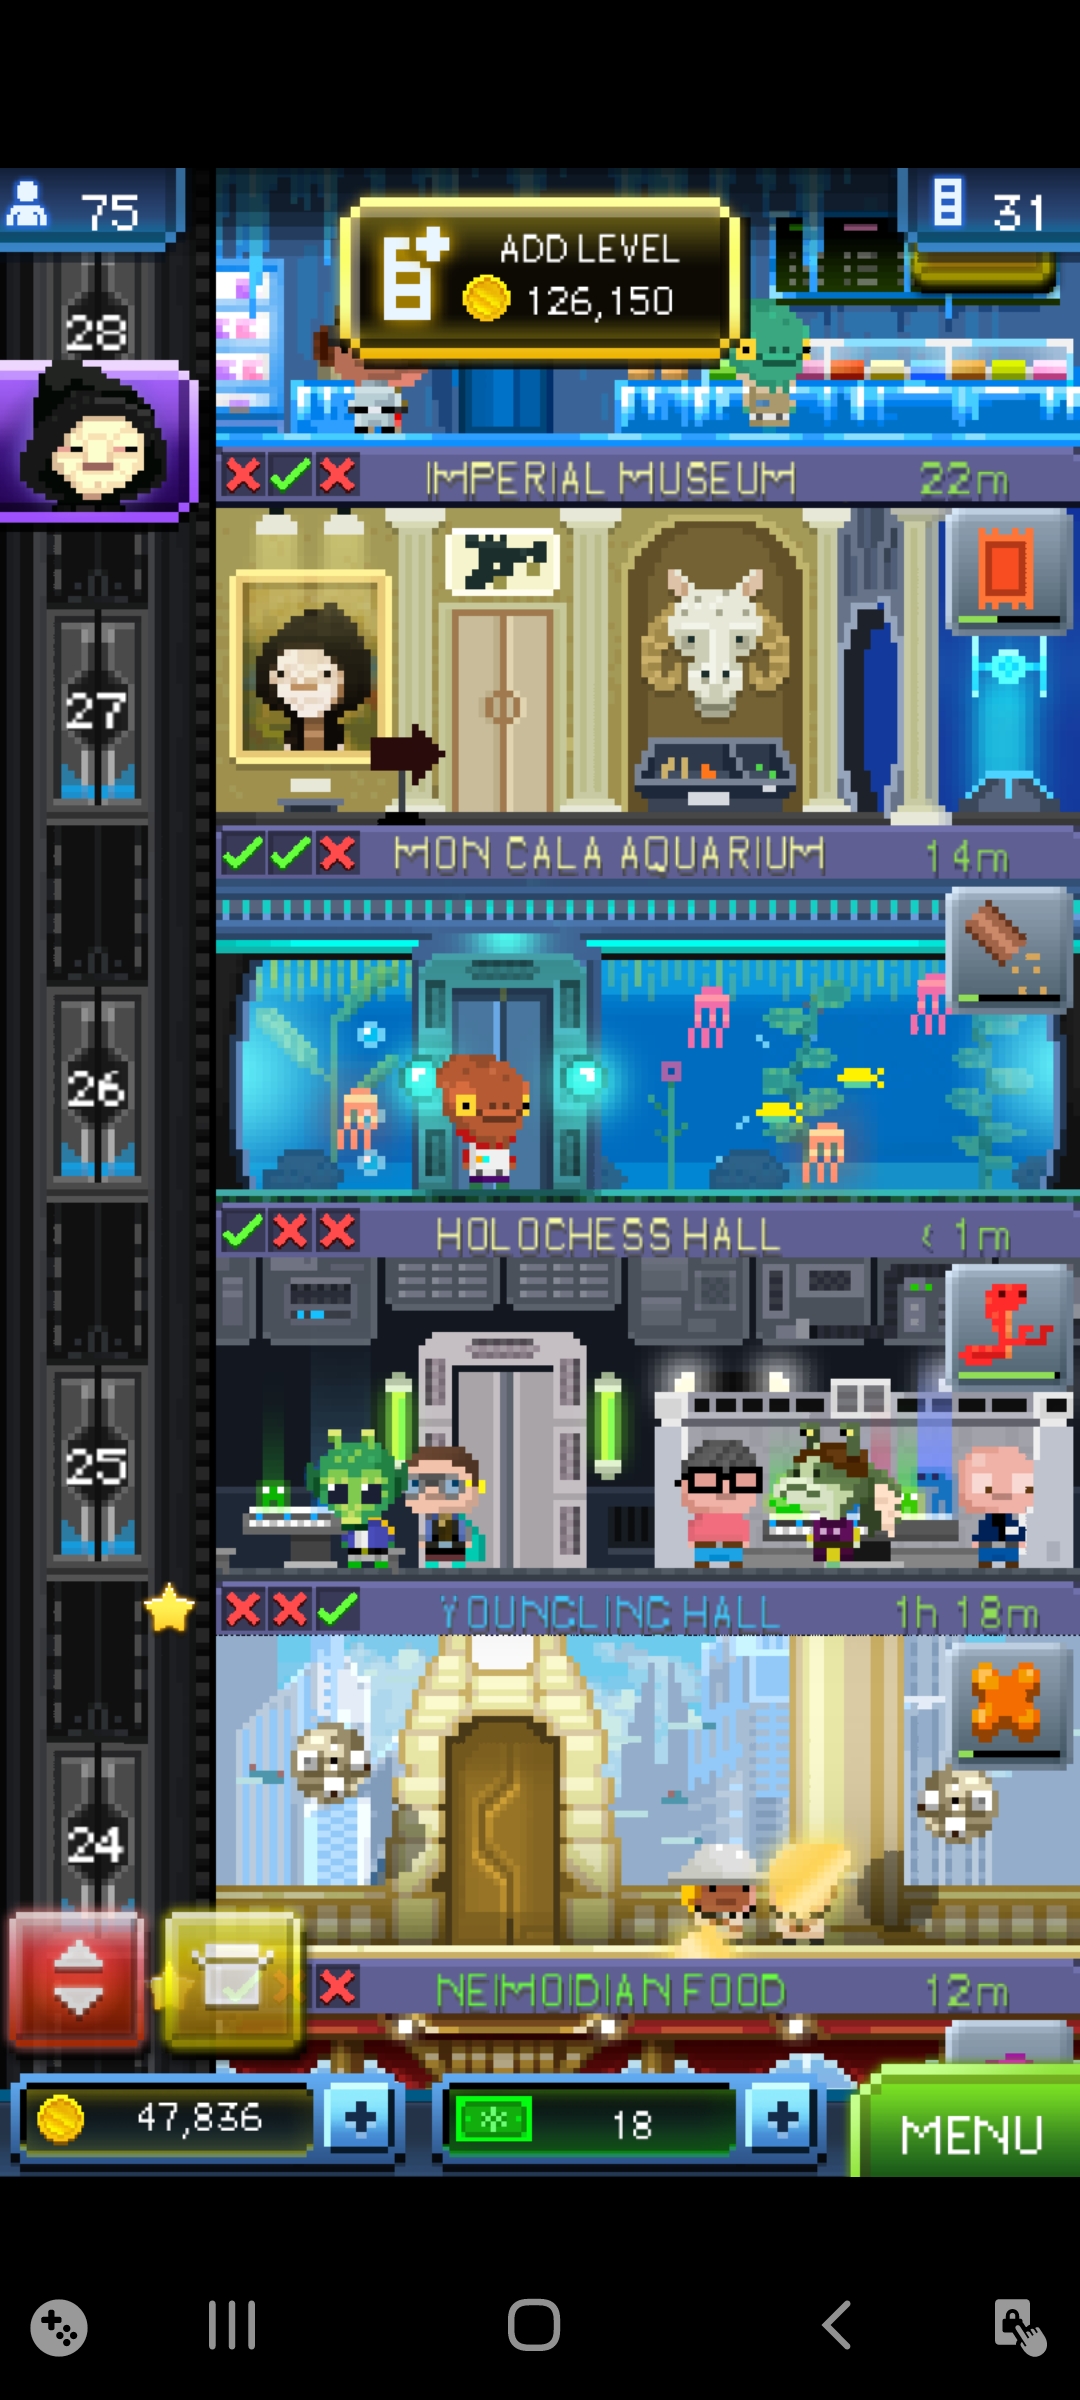 75
ADD LEVEL
126,150
31
28
IMPERIAL MUSEUM 22m
27
MON CALA AQUARIUM 14m
26
HOLOCHESS HALL < 1m
25
YOUNGLING HALL 1h 18m
24
NEIMOIDIAN FOOD 12m
47,836
18
MENU